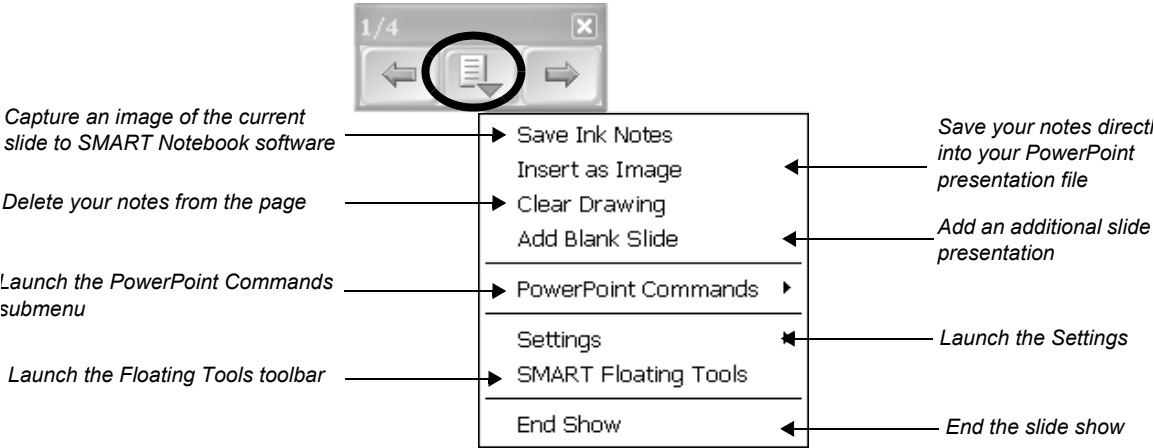 1/4
Capture an image of the current
slide to SMART Notebook software
Delete your notes from the page
Launch the PowerPoint Commands
submenu
Launch the Floating Tools toolbar
Save Ink Notes
Insert as Image
Clear Drawing
Add Blank Slide
PowerPoint Commands
Settings
SMART Floating Tools
End Show
Save your notes directl
into your PowerPoint
presentation file
Add an additional slide
presentation
Launch the Settings
End the slide show